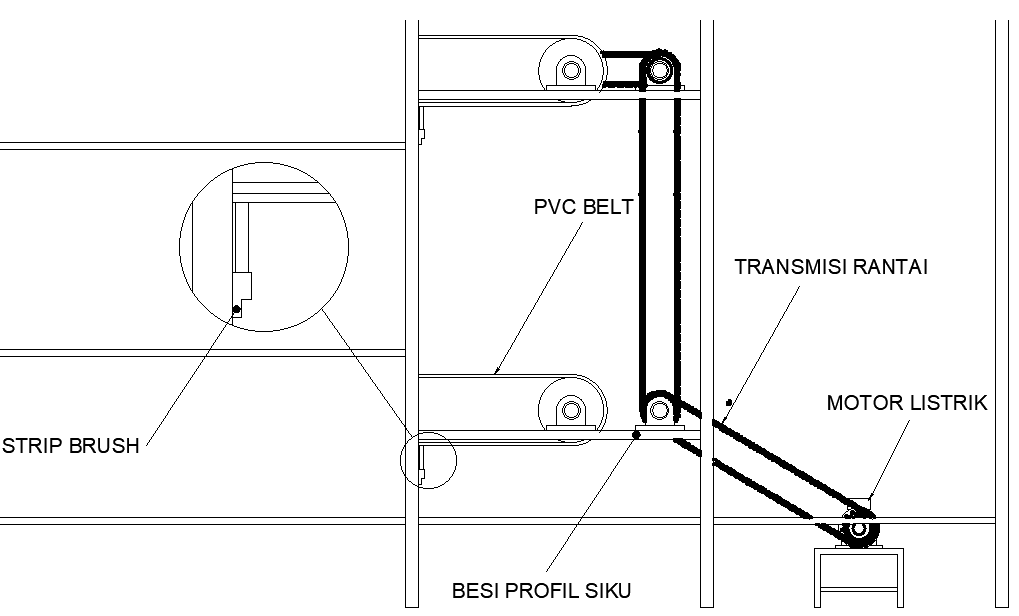 PVC BELT
TRANSMISI RANTAI
MOTOR LISTRIK
STRIP BRUSH
BESI PROFIL SIKU